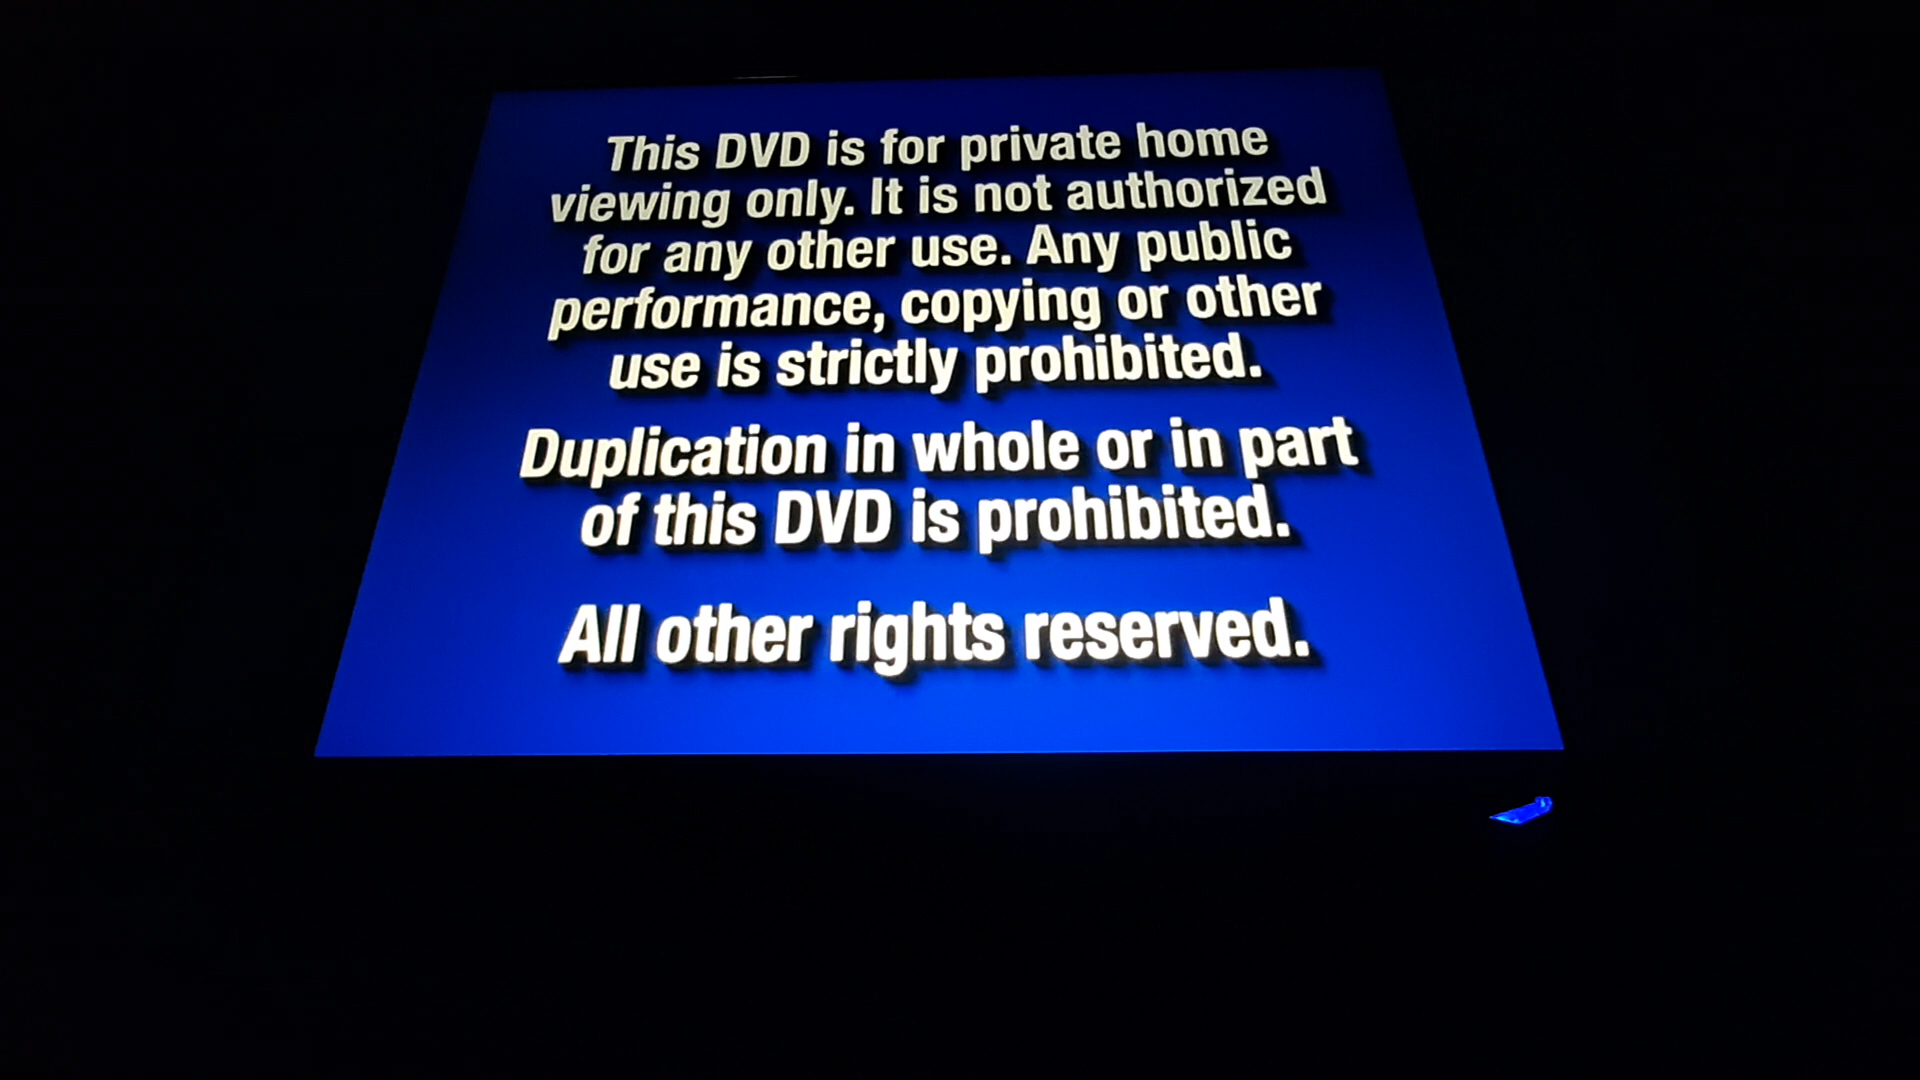 This DVD is for private home
viewing only. It is not authorized
for any other use. Any public
performance, copying or other
use is strictly prohibited.
Duplication in whole or in part
of this DVD is prohibited.
All other rights reserved.